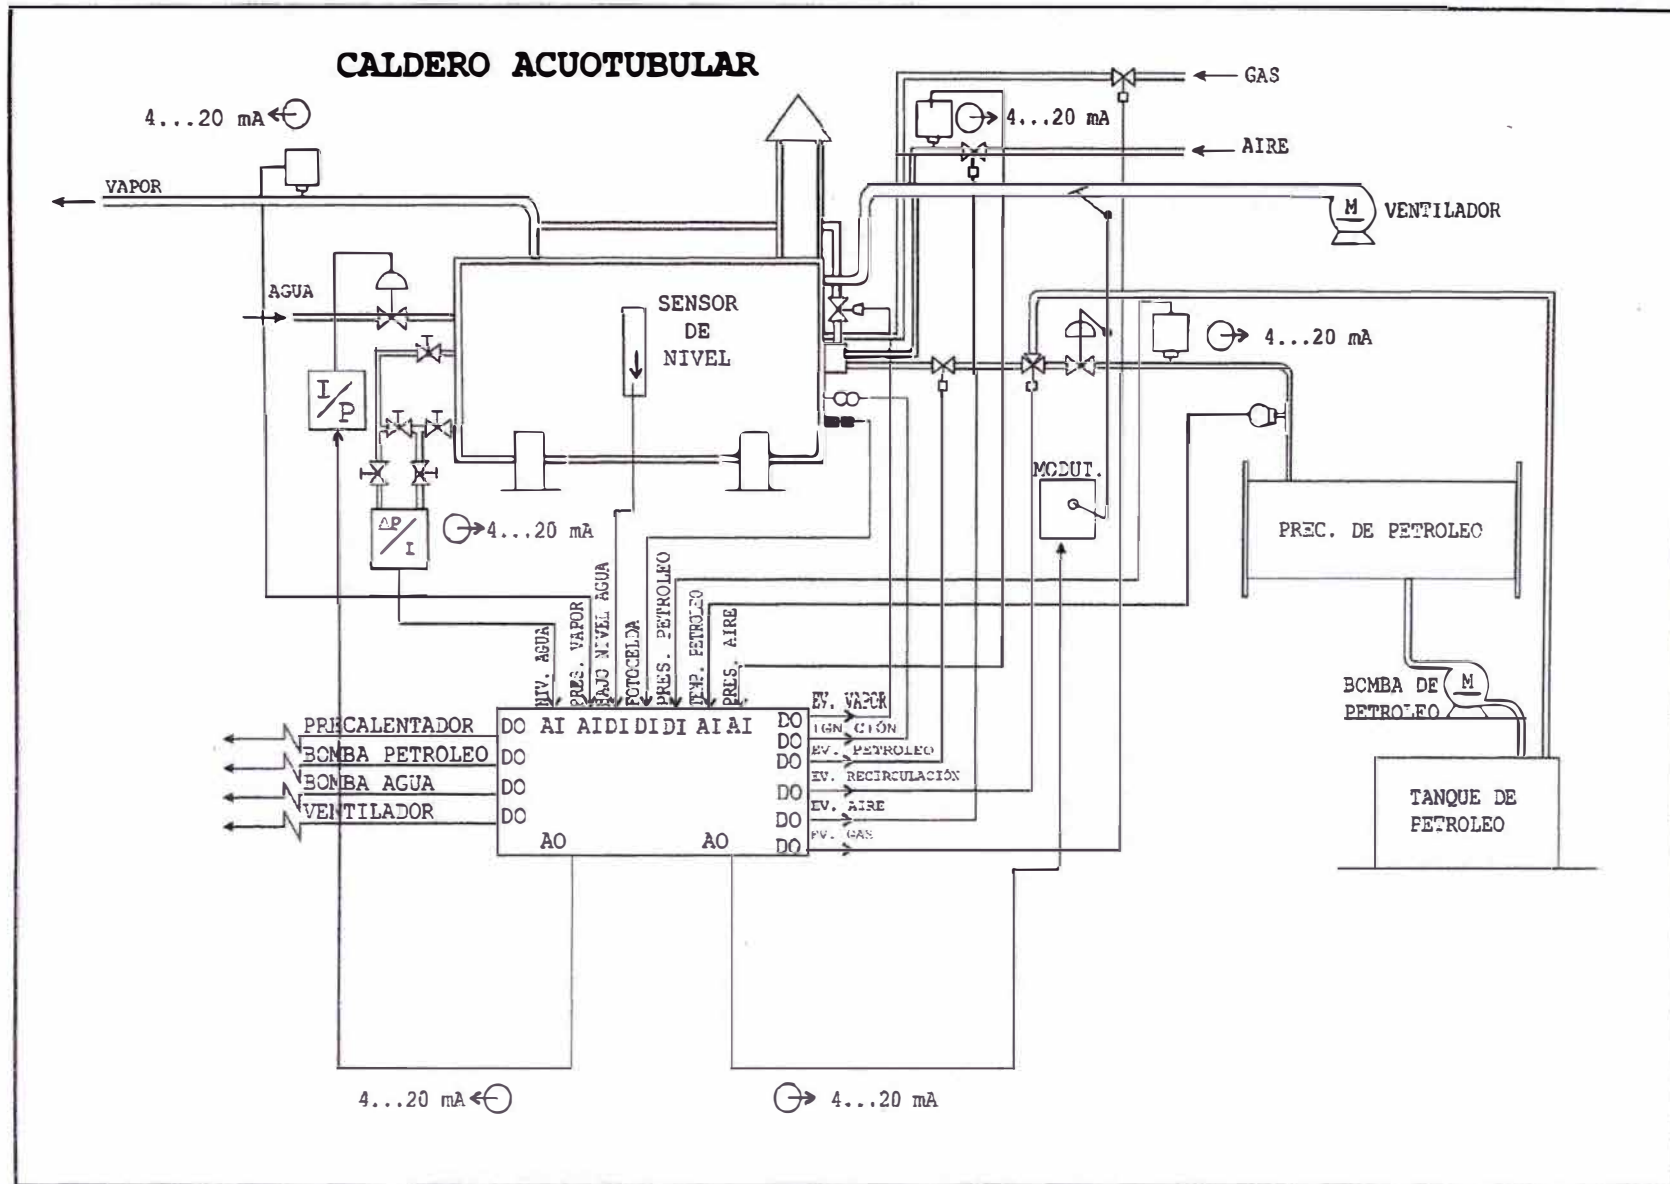 CALDERO ACUOTUBULAR
GAS
4...20 mA
4...20 mA
AIRE
VAPOR
M
VENTILADOR
AGUA
SENSOR
DE
NIVEL
4...20 mA
I/P
MODUT.
PREC. DE PETROLEO
ΔP/I
4...20 mA
NIV. AGUA
PRES. VAPOR
BAJO NIVEL AGUA
FOTOCELDA
PRES. PETROLEO
TEMP. PETROLEO
PRES. AIRE
BOMBA DE
PETROLEO
M
PRECALENTADOR
BOMBA PETROLEO
BOMBA AGUA
VENTILADOR
DO AI AI DI DI DI AI AI DO
DO
DO
DO
DO
DO
DO
DO
DO
AO AO
EV. VAPOR
IGN CIÓN
EV. PETROLEO
EV. RECIRCULACIÓN
EV. AIRE
EV. GAS
TANQUE DE
PETROLEO
4...20 mA
4...20 mA